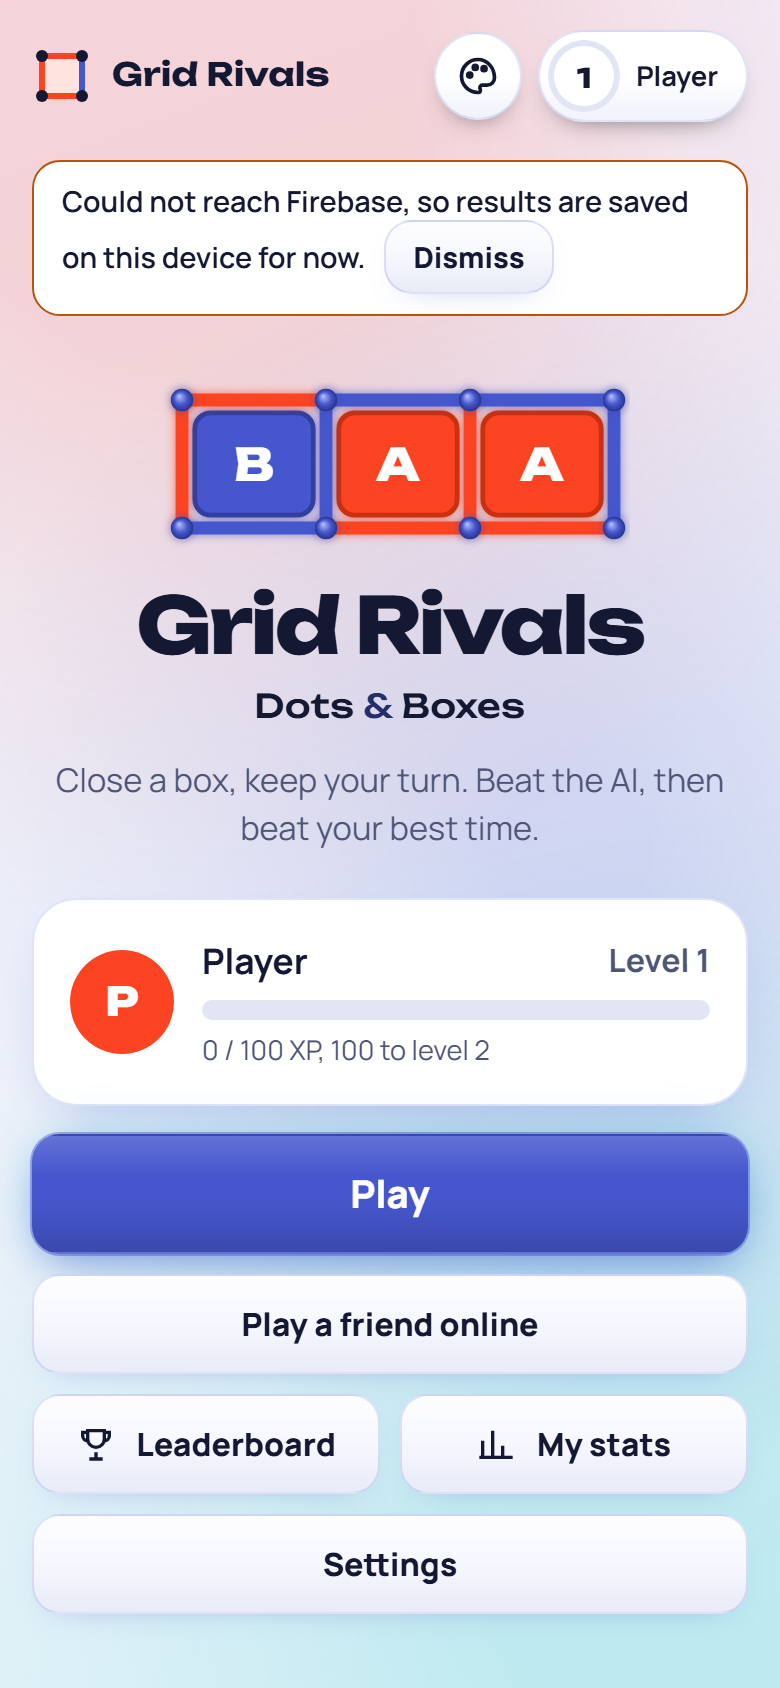 Grid Rivals
1
Player
Could not reach Firebase, so results are saved
on this device for now.
Dismiss
B
A
A
Grid Rivals
Dots & Boxes
Close a box, keep your turn. Beat the AI, then
beat your best time.
P
Player
Level 1
0 / 100 XP, 100 to level 2
Play
Play a friend online
Leaderboard
My stats
Settings